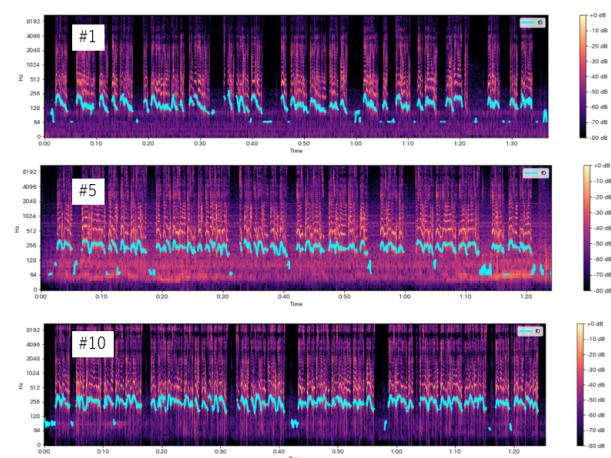 #1
f0
Hz
8192
4096
2048
1024
512
256
128
64
0
0:00 0:10 0:20 0:30 0:40 0:50 1:00 1:10 1:20 1:30
Time
+0 dB
-10 dB
-20 dB
-30 dB
-40 dB
-50 dB
-60 dB
-70 dB
-80 dB
#5
f0
Hz
8192
4096
2048
1024
512
256
128
64
0
0:00 0:10 0:20 0:30 0:40 0:50 1:00 1:10 1:20
Time
+0 dB
-10 dB
-20 dB
-30 dB
-40 dB
-50 dB
-60 dB
-70 dB
-80 dB
#10
f0
Hz
8192
4096
2048
1024
512
256
128
64
0
0:00 0:10 0:20 0:30 0:40 0:50 1:00 1:10 1:20
Time
+0 dB
-10 dB
-20 dB
-30 dB
-40 dB
-50 dB
-60 dB
-70 dB
-80 dB